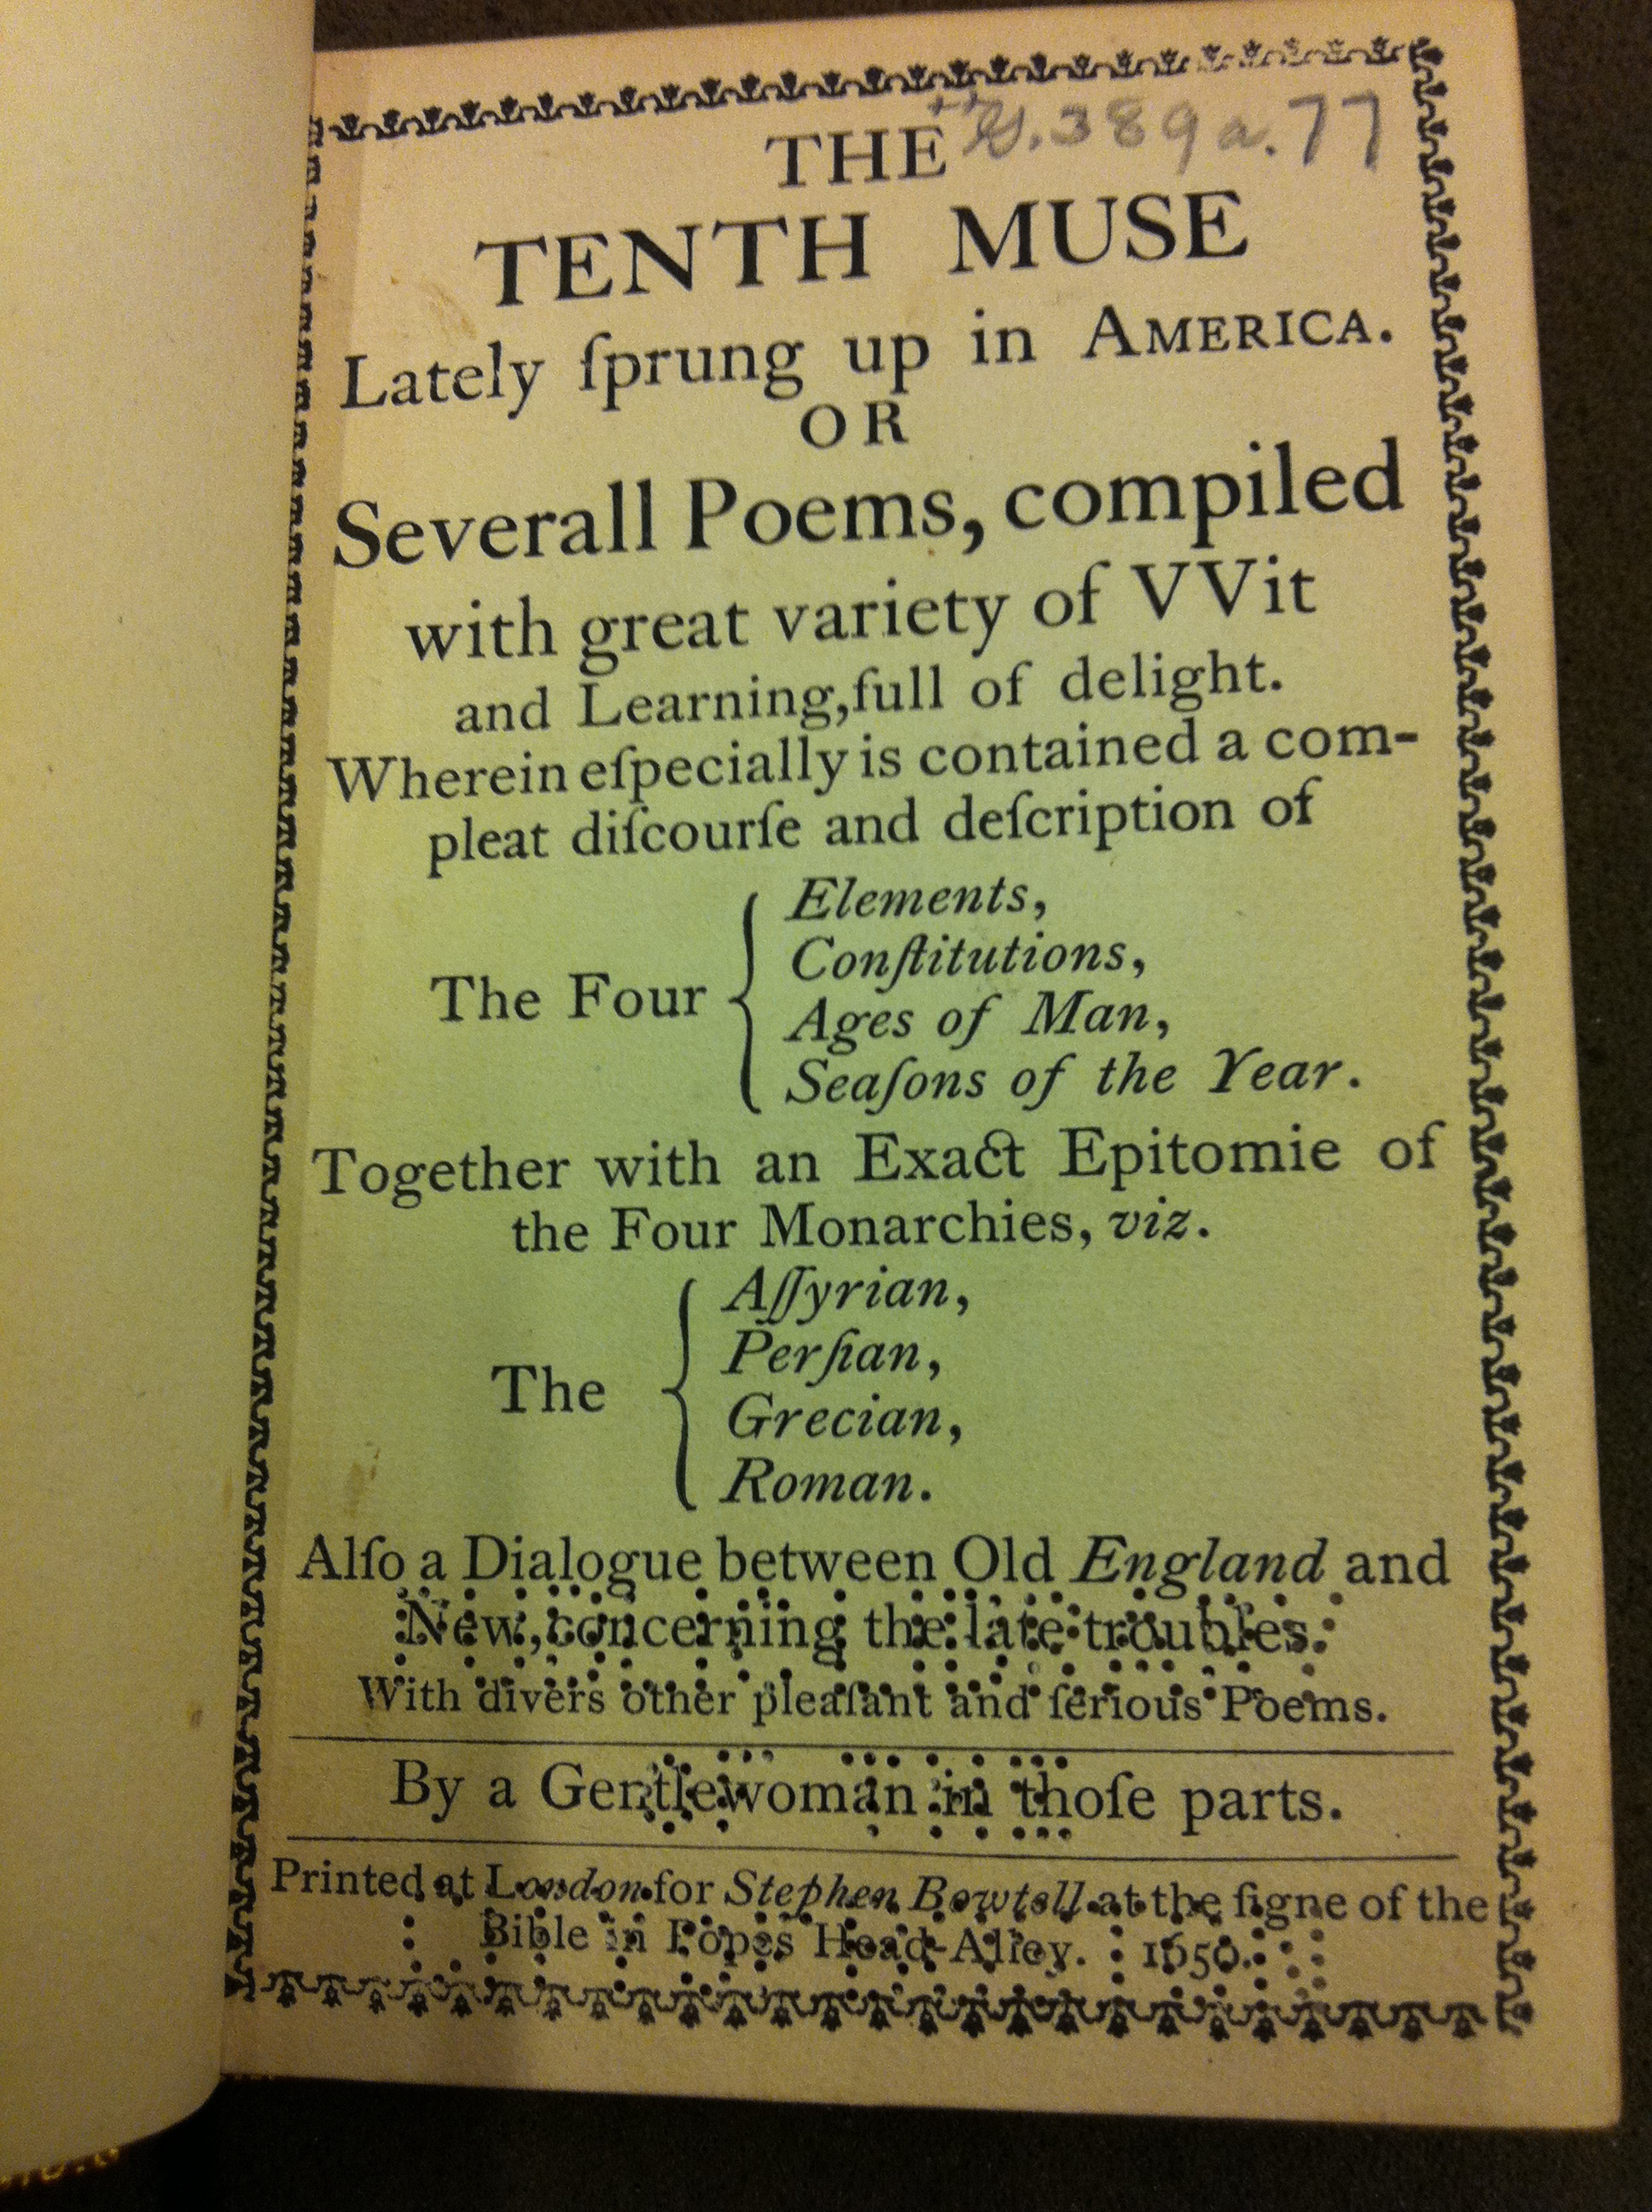 THE
**G.389 a.77
TENTH MUSE
Lately ſprung up in AMERICA.
OR
Severall Poems, compiled
with great variety of VVit
and Learning, full of delight.
Wherein eſpecially is contained a com-
pleat diſcourſe and deſcription of
The Four
Elements,
Conſtitutions,
Ages of Man,
Seaſons of the Year.
Together with an Exact Epitomie of
the Four Monarchies, viz.
The
Aſſyrian,
Perſian,
Grecian,
Roman.
Alſo a Dialogue between Old England and
New, concerning the late troubles.
With divers other pleaſant and ſerious Poems.
By a Gentlewoman in thoſe parts.
Printed at London for Stephen Bowtell at the ſigne of the
Bible in Popes Head-Alley. 1650.